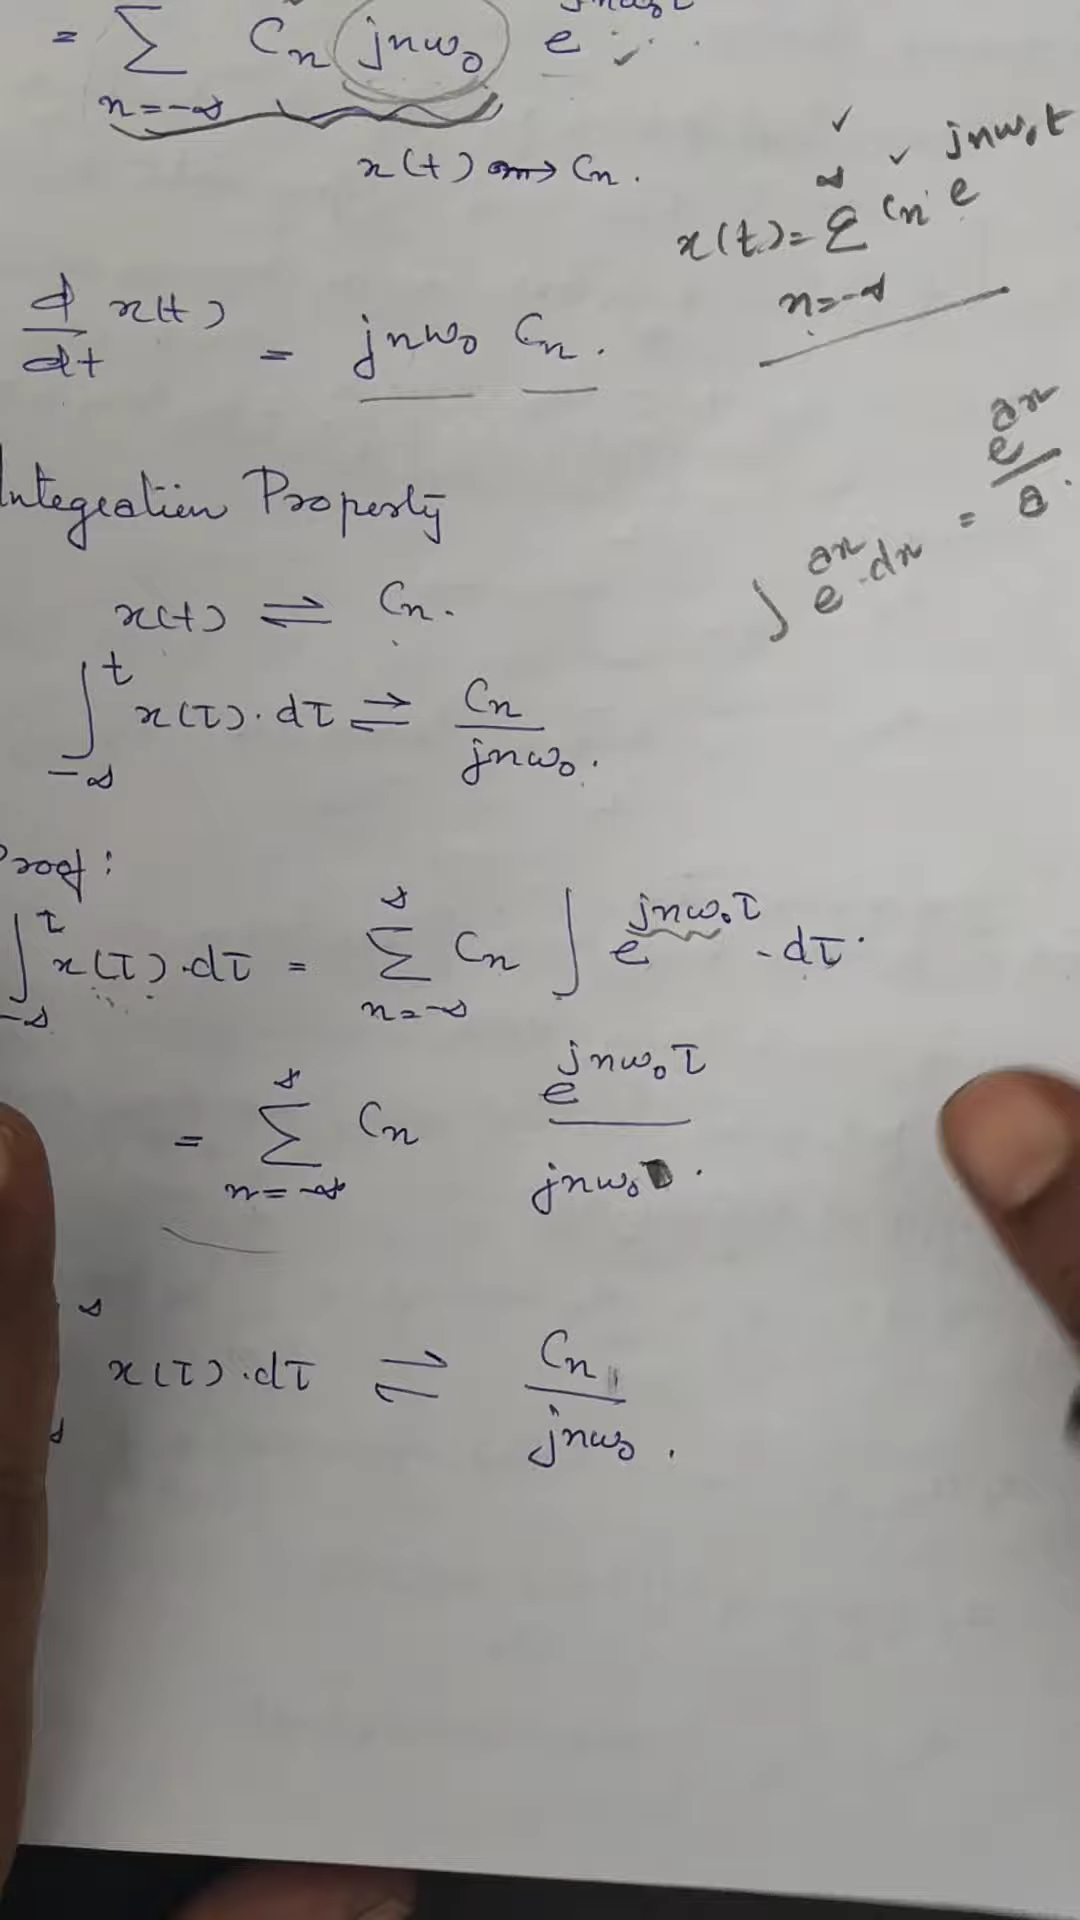 = ∑ Cn jnω0 e
n=-∞
x(t) → Cn.
x(t)= ∑ Cn e^{jnω0t}
∞
n=-∞
d/dt x(t) = jnω0 Cn.
∫ e^{ax}.dx = e^{ax}/a.
Integration Property
x(t) ⇌ Cn.
∫_{-∞}^{t} x(τ).dτ ⇌ Cn/jnω0.
Proof:
∫_{-∞}^{τ} x(τ).dτ = ∑_{n=-∞}^{∞} Cn ∫ e^{jnω0τ}.dτ.
= ∑_{n=-∞}^{∞} Cn e^{jnω0τ}/jnω0.
∞
x(τ).dτ ⇌ Cn/jnω0.